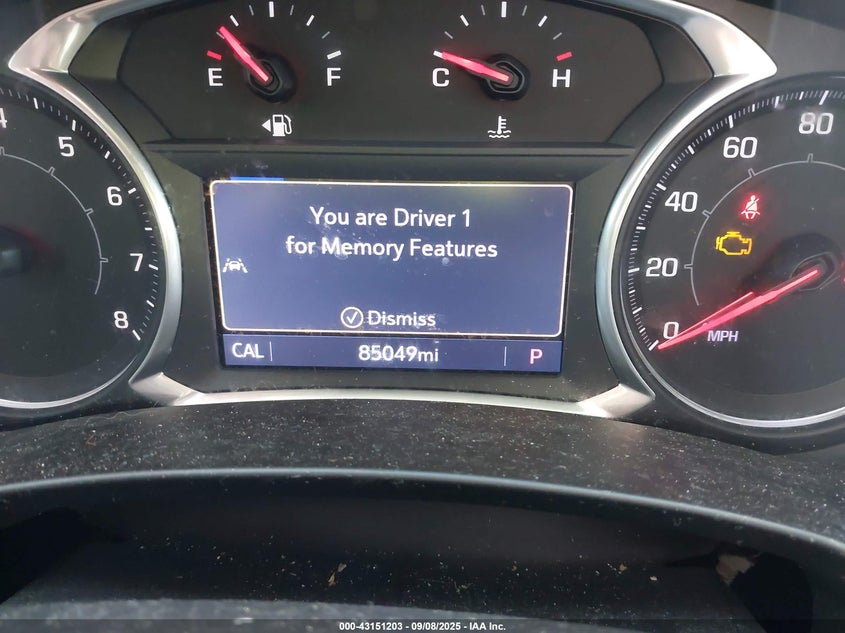 E F C H
4 5 6 7 8
You are Driver 1
for Memory Features
Dismiss
CAL 85049mi P
0 20 40 60 80
MPH
000-43151203 - 09/08/2025 - IAA Inc.